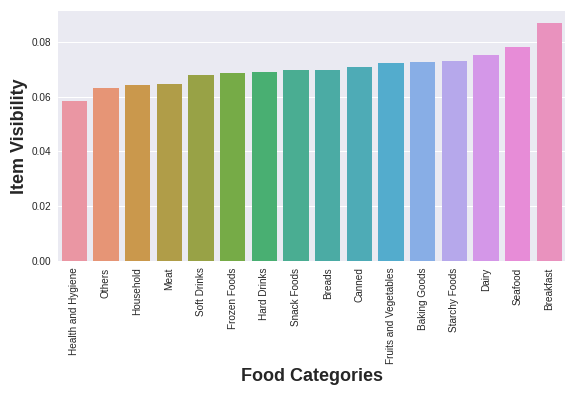 0.08
0.06
0.04
0.02
0.00
Item Visibility
Health and Hygiene
Others
Household
Meat
Soft Drinks
Frozen Foods
Hard Drinks
Snack Foods
Breads
Canned
Fruits and Vegetables
Baking Goods
Starchy Foods
Dairy
Seafood
Breakfast
Food Categories